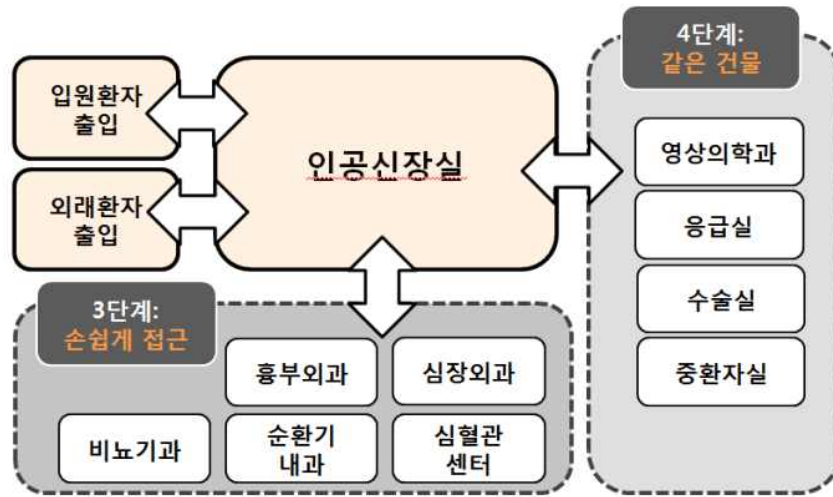 입원환자
출입
외래환자
출입
인공신장실
4단계:
같은 건물
영상의학과
응급실
수술실
중환자실
3단계:
손쉽게 접근
흉부외과
심장외과
비뇨기과
순환기
내과
심혈관
센터